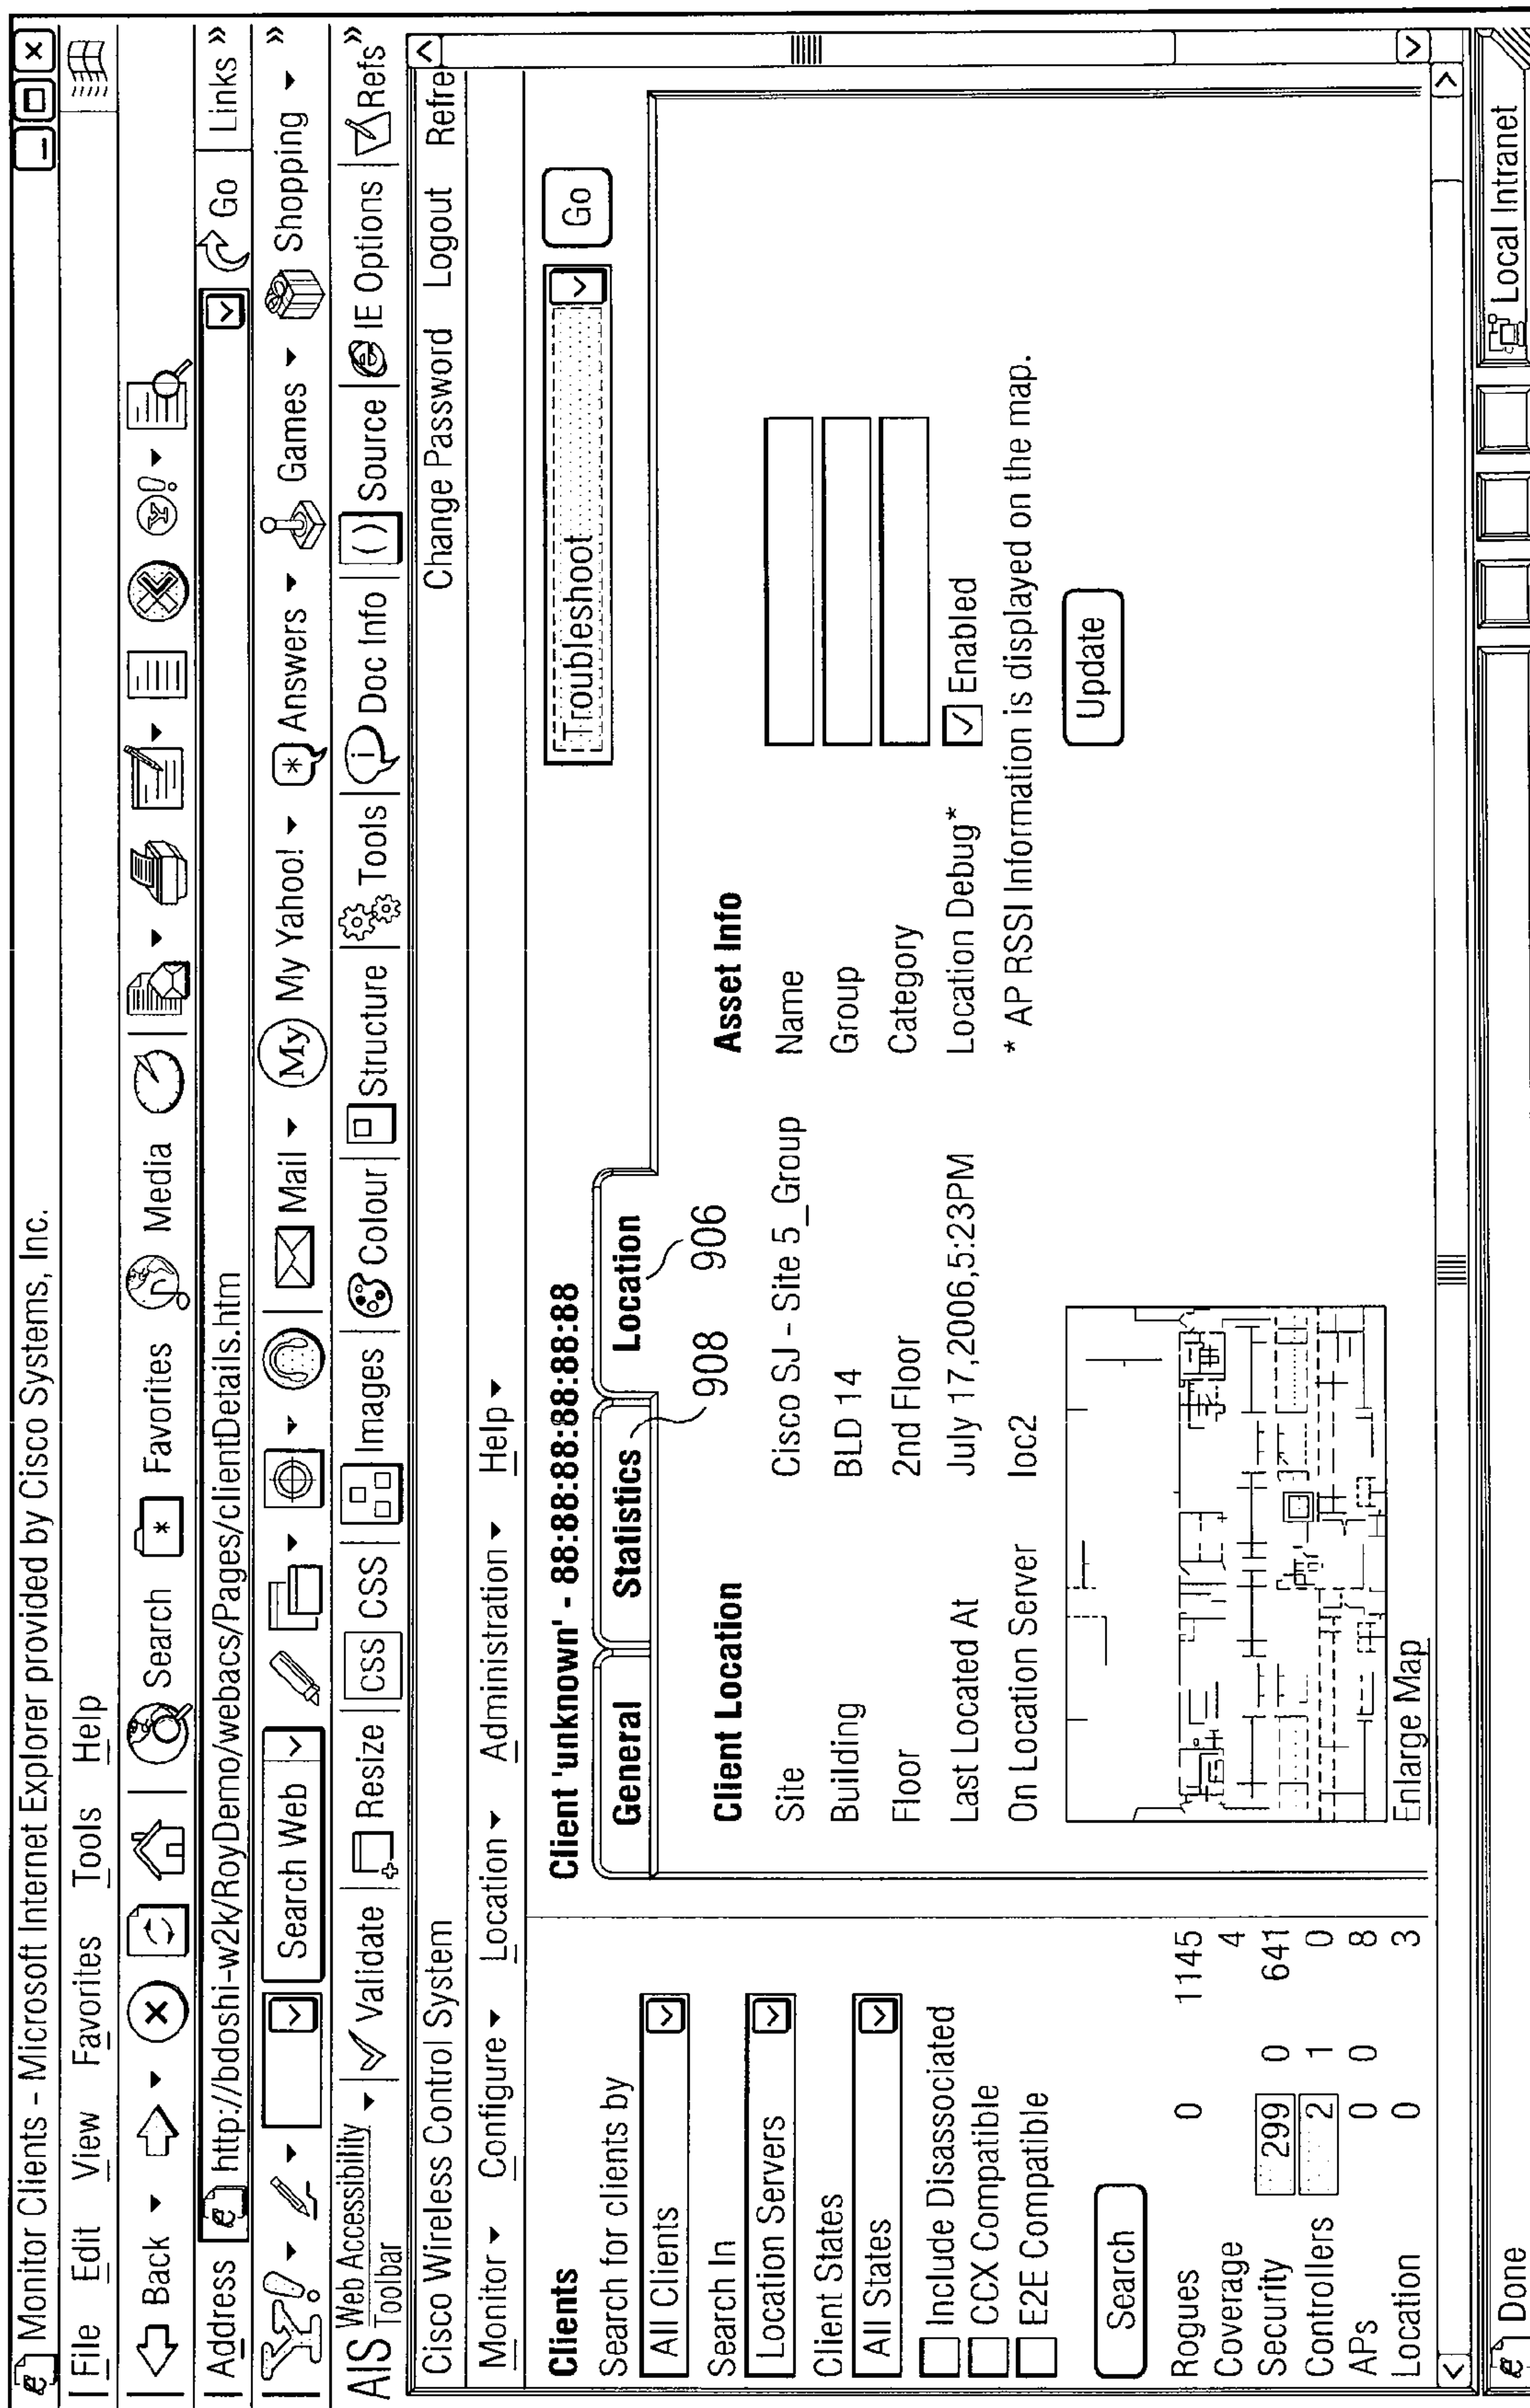 Monitor Clients - Microsoft Internet Explorer provided by Cisco Systems, Inc.
File Edit View Favorites Tools Help
Back Search Favorites Media
Address http://bdoshi-w2k/RoyDemo/webacs/Pages/clientDetails.htm Go Links »
Y! Search Web Mail My My Yahoo! Answers Games Shopping »
AIS Web Accessibility Toolbar Validate Resize CSS CSS Images Colour Structure Tools Doc Info Source IE Options Refs »
Cisco Wireless Control System Change Password Logout Refre
Monitor Configure Location Administration Help
Clients
Search for clients by
All Clients
Search In
Location Servers
Client States
All States
Include Disassociated
CCX Compatible
E2E Compatible
Search
Rogues 0 1145
Coverage 4
Security 299 0 641
Controllers 2 1 0
APs 0 0 8
Location 0 3
Client 'unknown' - 88:88:88:88:88:88
Troubleshoot Go
General Statistics Location
908 906
Client Location
Site Cisco SJ - Site 5_Group
Building BLD 14
Floor 2nd Floor
Last Located At July 17,2006,5:23PM
On Location Server loc2
Enlarge Map
Asset Info
Name
Group
Category
Location Debug* Enabled
* AP RSSI Information is displayed on the map.
Update
Done Local Intranet